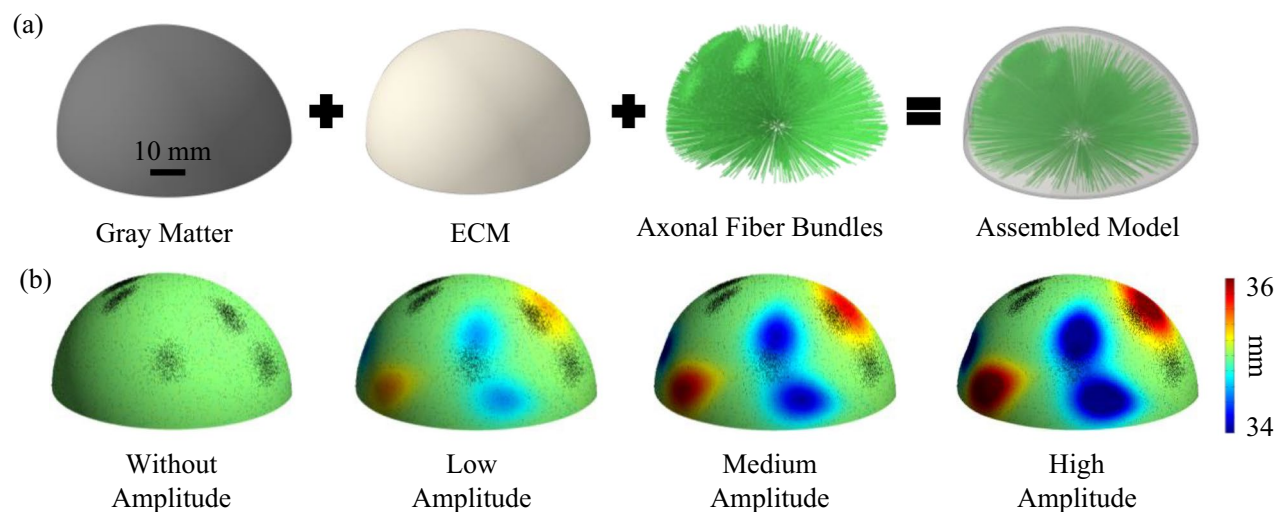 (a)
10 mm
Gray Matter
ECM
Axonal Fiber Bundles
Assembled Model
(b)
36
mm
34
Without
Amplitude
Low
Amplitude
Medium
Amplitude
High
Amplitude